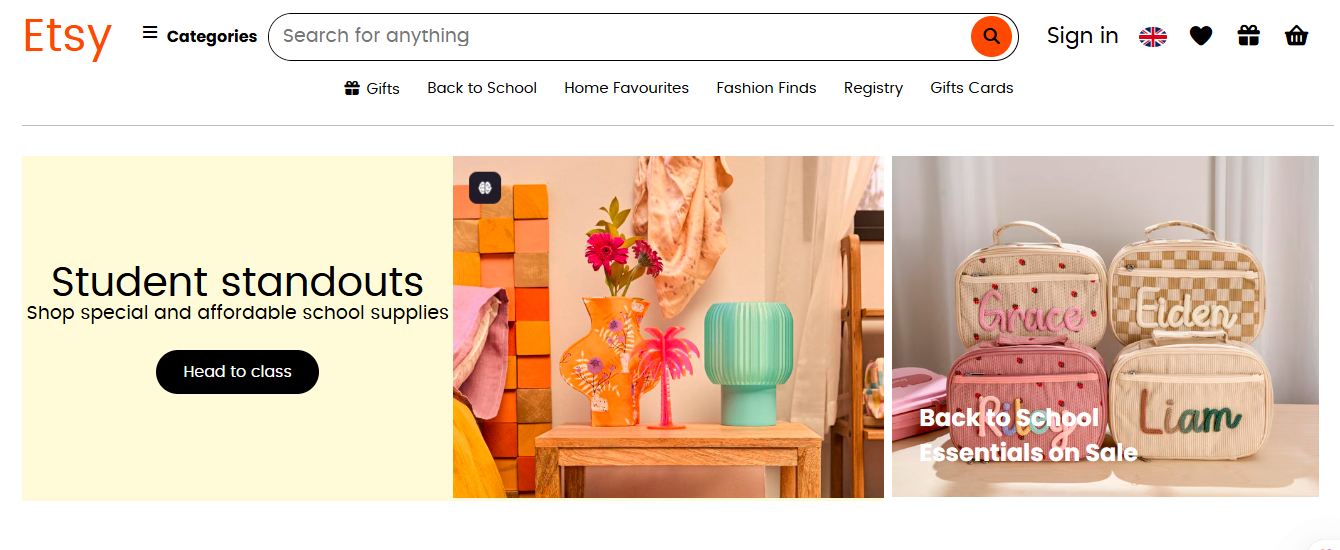 Etsy
Categories
Search for anything
Sign in
Gifts
Back to School
Home Favourites
Fashion Finds
Registry
Gifts Cards
Student standouts
Shop special and affordable school supplies
Head to class
Grace
Eiden
Liam
Back to School
Essentials on Sale